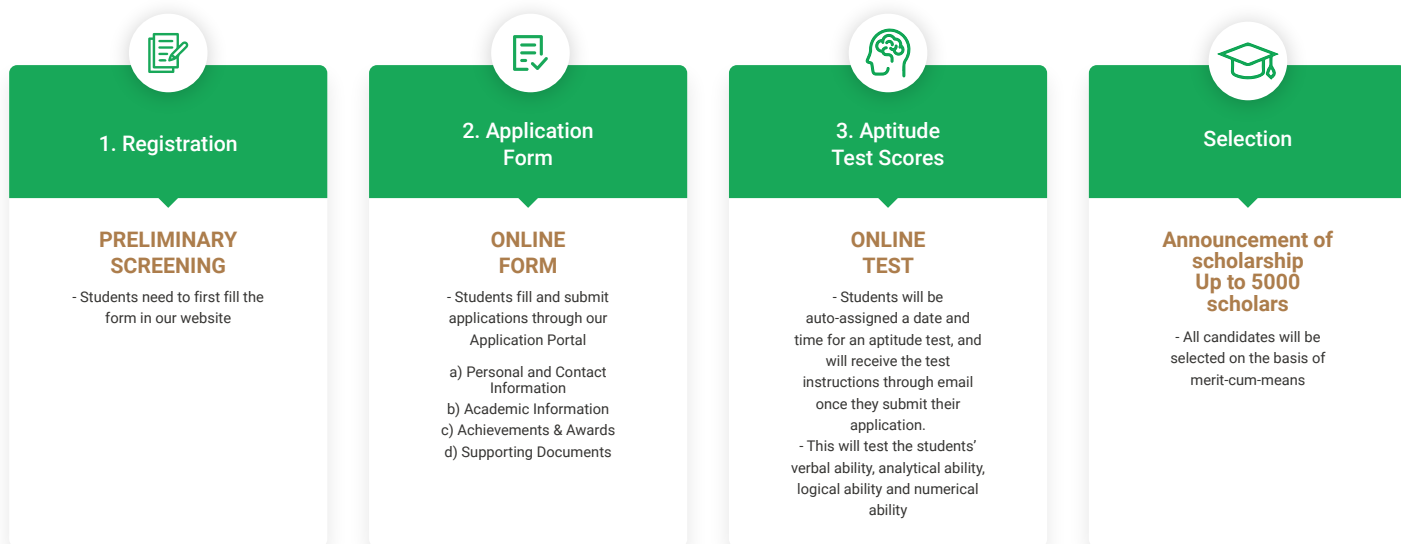 1. Registration
PRELIMINARY
SCREENING
- Students need to first fill the
form in our website
2. Application
Form
ONLINE
FORM
- Students fill and submit
applications through our
Application Portal
a) Personal and Contact
Information
b) Academic Information
c) Achievements & Awards
d) Supporting Documents
3. Aptitude
Test Scores
ONLINE
TEST
- Students will be
auto-assigned a date and
time for an aptitude test, and
will receive the test
instructions through email
once they submit their
application.
- This will test the students’
verbal ability, analytical ability,
logical ability and numerical
ability
Selection
Announcement of
scholarship
Up to 5000
scholars
- All candidates will be
selected on the basis of
merit-cum-means